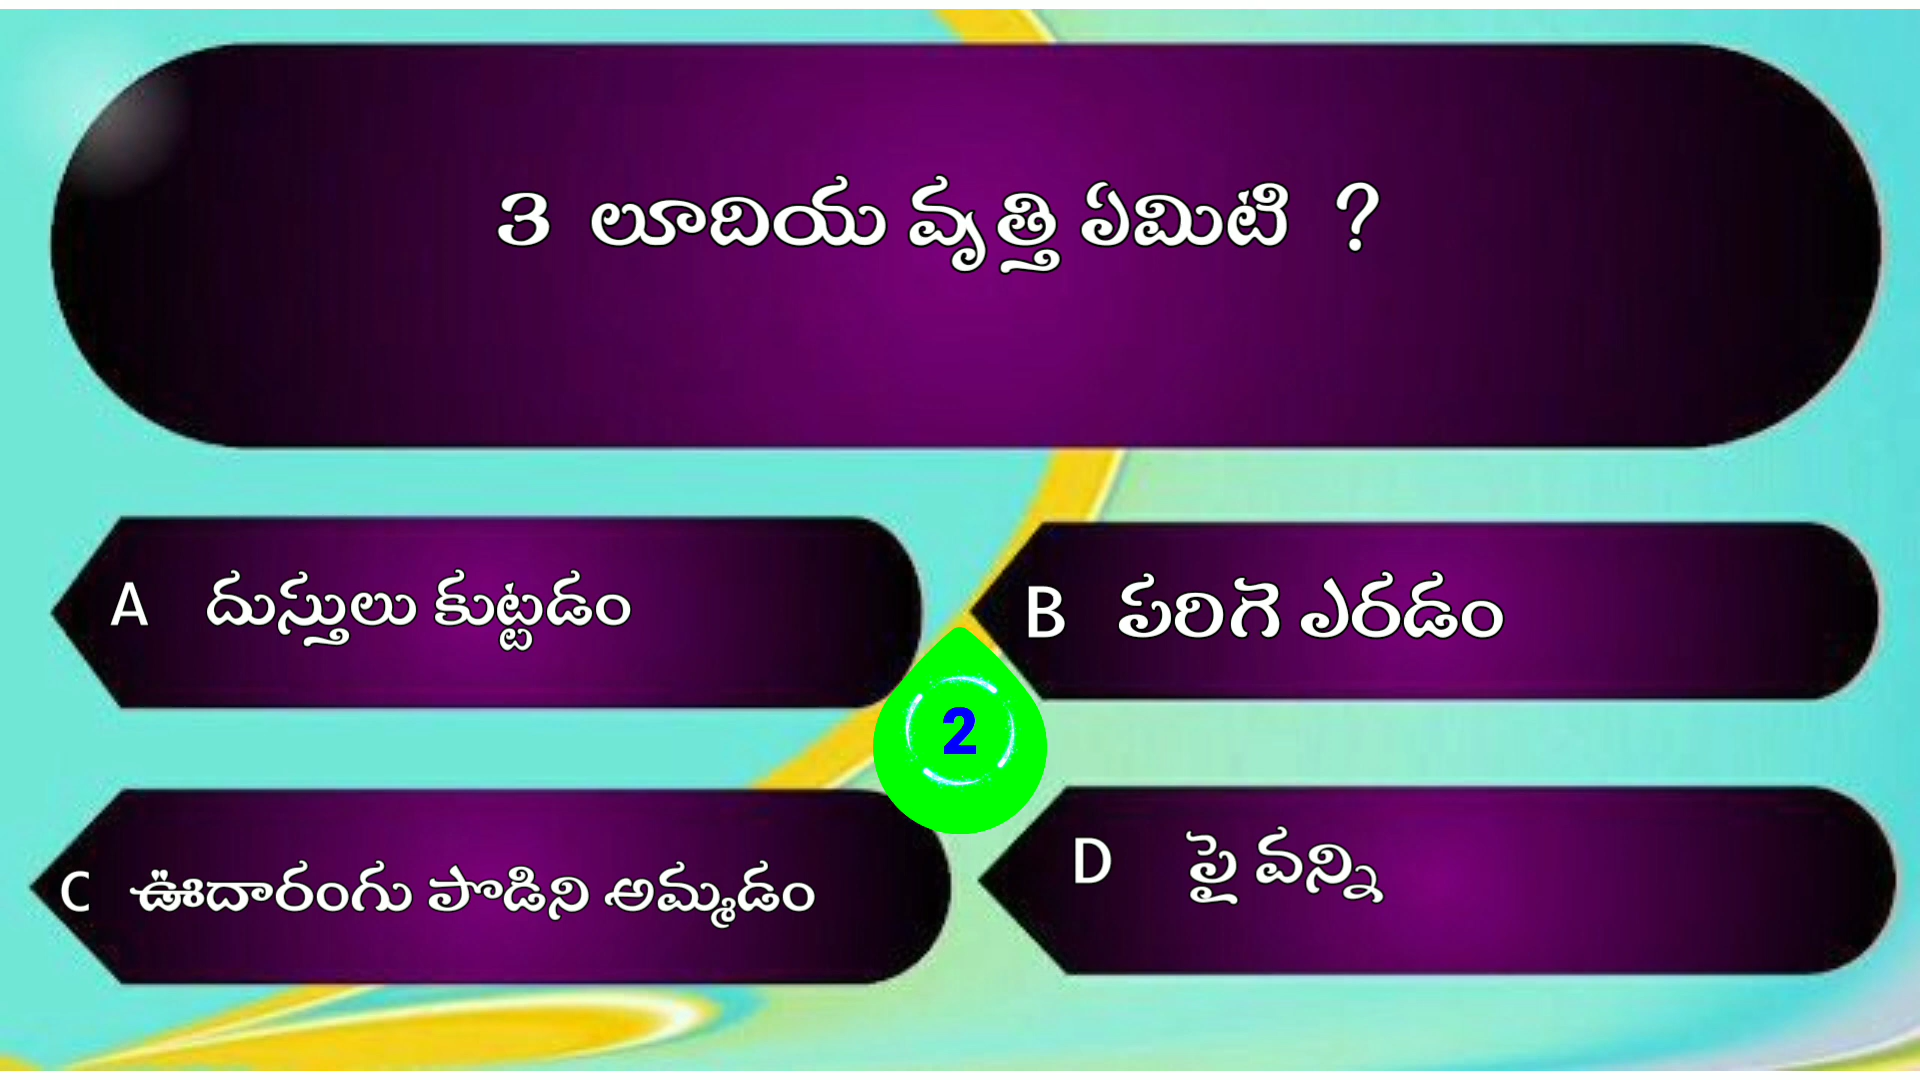 3 లూదియ వృత్తి ఏమిటి ?
A దుస్తులు కుట్టడం
B పరిగె ఎరడం
2
C ఊదారంగు పొడిని అమ్మడం
D పై వన్ని